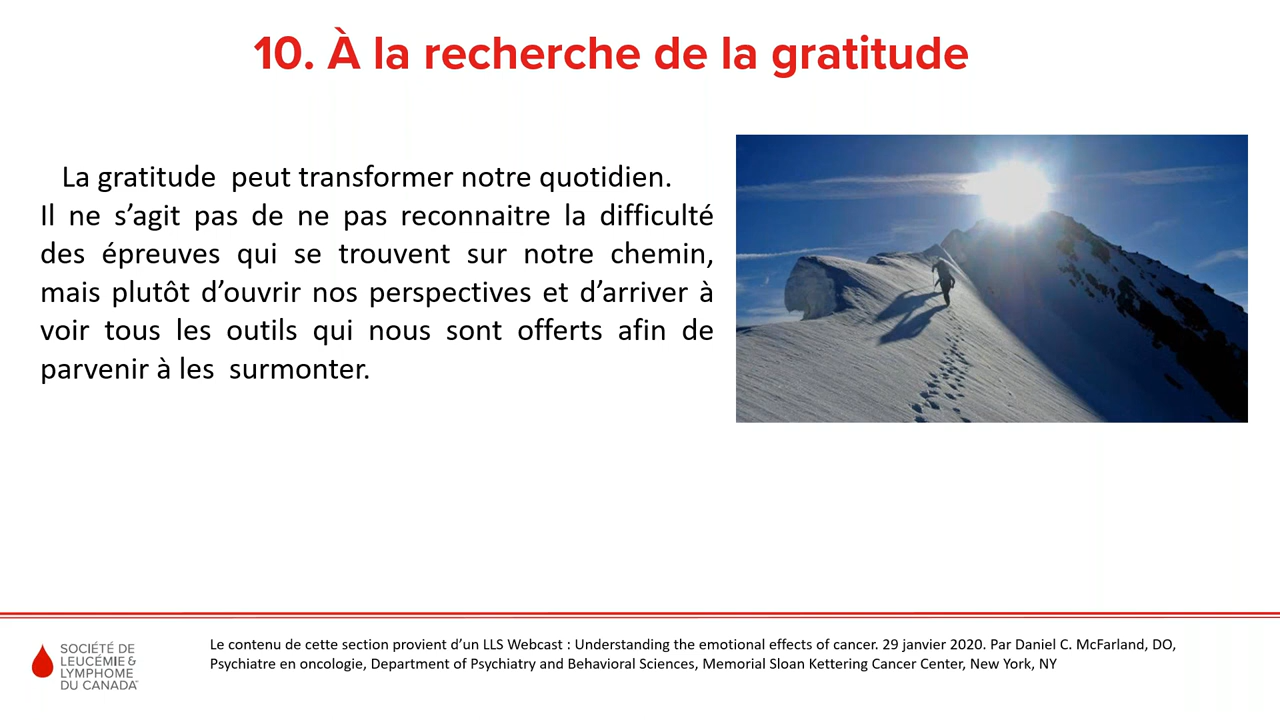 10. À la recherche de la gratitude
La gratitude peut transformer notre quotidien.
Il ne s’agit pas de ne pas reconnaitre la difficulté
des épreuves qui se trouvent sur notre chemin,
mais plutôt d’ouvrir nos perspectives et d’arriver à
voir tous les outils qui nous sont offerts afin de
parvenir à les surmonter.
SOCIÉTÉ DE
LEUCÉMIE &
LYMPHOME
DU CANADA
Le contenu de cette section provient d’un LLS Webcast : Understanding the emotional effects of cancer. 29 janvier 2020. Par Daniel C. McFarland, DO,
Psychiatre en oncologie, Department of Psychiatry and Behavioral Sciences, Memorial Sloan Kettering Cancer Center, New York, NY